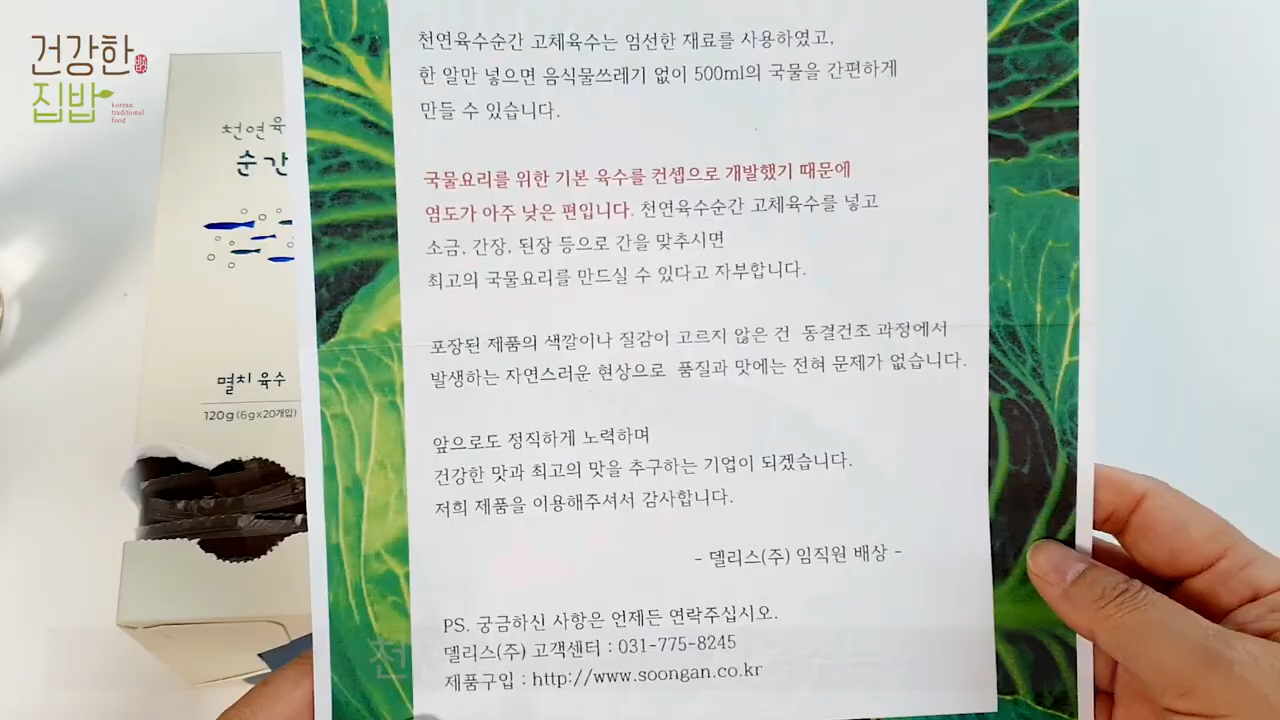 건강한
집밥
korean
traditional
food
천연육
순간
멸치 육수
120g(6g×20개입)
천연육수순간 고체육수는 엄선한 재료를 사용하였고,
한 알만 넣으면 음식물쓰레기 없이 500ml의 국물을 간편하게
만들 수 있습니다.
국물요리를 위한 기본 육수를 컨셉으로 개발했기 때문에
염도가 아주 낮은 편입니다. 천연육수순간 고체육수를 넣고
소금, 간장, 된장 등으로 간을 맞추시면
최고의 국물요리를 만드실 수 있다고 자부합니다.
포장된 제품의 색깔이나 질감이 고르지 않은 건 동결건조 과정에서
발생하는 자연스러운 현상으로 품질과 맛에는 전혀 문제가 없습니다.
앞으로도 정직하게 노력하며
건강한 맛과 최고의 맛을 추구하는 기업이 되겠습니다.
저희 제품을 이용해주셔서 감사합니다.
- 델리스(주) 임직원 배상 -
PS. 궁금하신 사항은 언제든 연락주십시오.
델리스(주) 고객센터 : 031-775-8245
제품구입 : http://www.soongan.co.kr